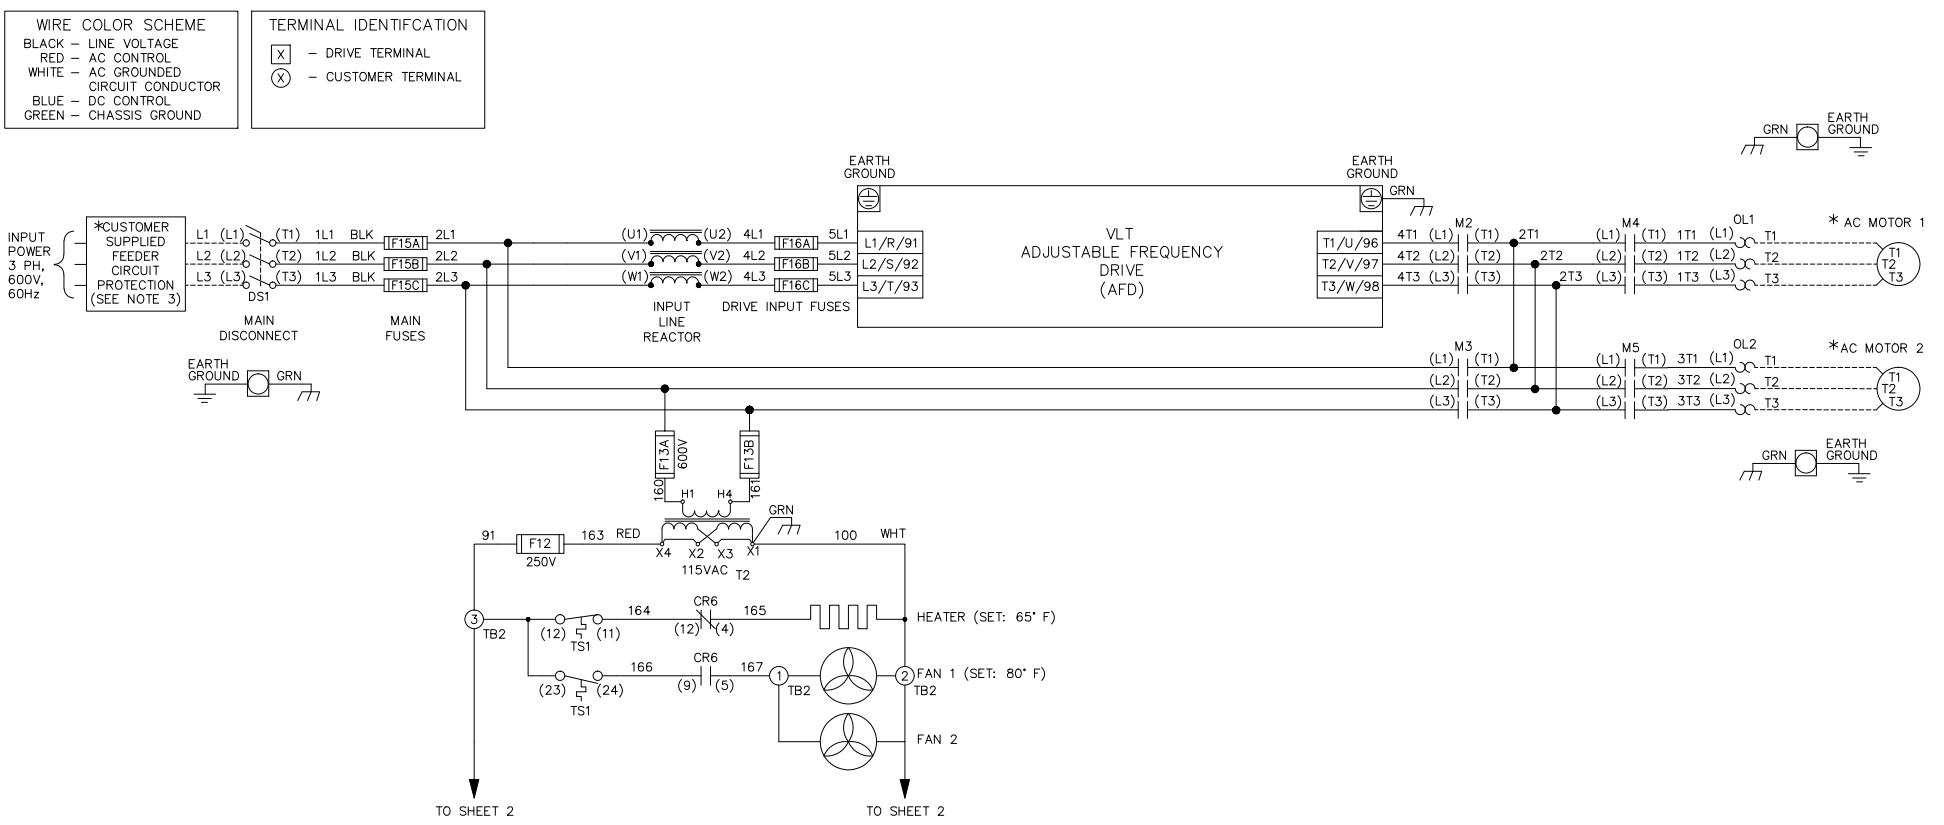 WIRE COLOR SCHEME
BLACK – LINE VOLTAGE
RED – AC CONTROL
WHITE – AC GROUNDED
CIRCUIT CONDUCTOR
BLUE – DC CONTROL
GREEN – CHASSIS GROUND
TERMINAL IDENTIFCATION
X – DRIVE TERMINAL
X – CUSTOMER TERMINAL
GRN
EARTH
GROUND
EARTH
GROUND
EARTH
GROUND
GRN
INPUT
POWER
3 PH,
600V,
60Hz
*CUSTOMER
SUPPLIED
FEEDER
CIRCUIT
PROTECTION
(SEE NOTE 3)
L1 (L1) (T1) 1L1 BLK F15A 2L1 (U1) (U2) 4L1 F16A 5L1 L1/R/91
L2 (L2) (T2) 1L2 BLK F15B 2L2 (V1) (V2) 4L2 F16B 5L2 L2/S/92
L3 (L3) (T3) 1L3 BLK F15C 2L3 (W1) (W2) 4L3 F16C 5L3 L3/T/93
DS1
MAIN
DISCONNECT
MAIN
FUSES
INPUT
LINE
REACTOR
DRIVE INPUT FUSES
VLT
ADJUSTABLE FREQUENCY
DRIVE
(AFD)
M2 M4 OL1 * AC MOTOR 1
T1/U/96 4T1 (L1) (T1) 2T1 (L1) (T1) 1T1 (L1) T1
T2/V/97 4T2 (L2) (T2) 2T2 (L2) (T2) 1T2 (L2) T2
T3/W/98 4T3 (L3) (T3) 2T3 (L3) (T3) 1T3 (L3) T3
T1
T2
T3
EARTH
GROUND
GRN
M3 M5 OL2 *AC MOTOR 2
(L1) (T1) (L1) (T1) 3T1 (L1) T1
(L2) (T2) (L2) (T2) 3T2 (L2) T2
(L3) (T3) (L3) (T3) 3T3 (L3) T3
T1
T2
T3
GRN
EARTH
GROUND
F13A
600V
F13B
160
161
H1 H4
GRN
91 F12 163 RED
250V
X4 X2 X3 X1
100 WHT
115VAC T2
3
TB2
(12) (11)
TS1
164
CR6
(12) (4)
165
HEATER (SET: 65° F)
(23) (24)
TS1
166
CR6
(9) (5)
167
1
TB2
2
TB2
FAN 1 (SET: 80° F)
FAN 2
TO SHEET 2
TO SHEET 2